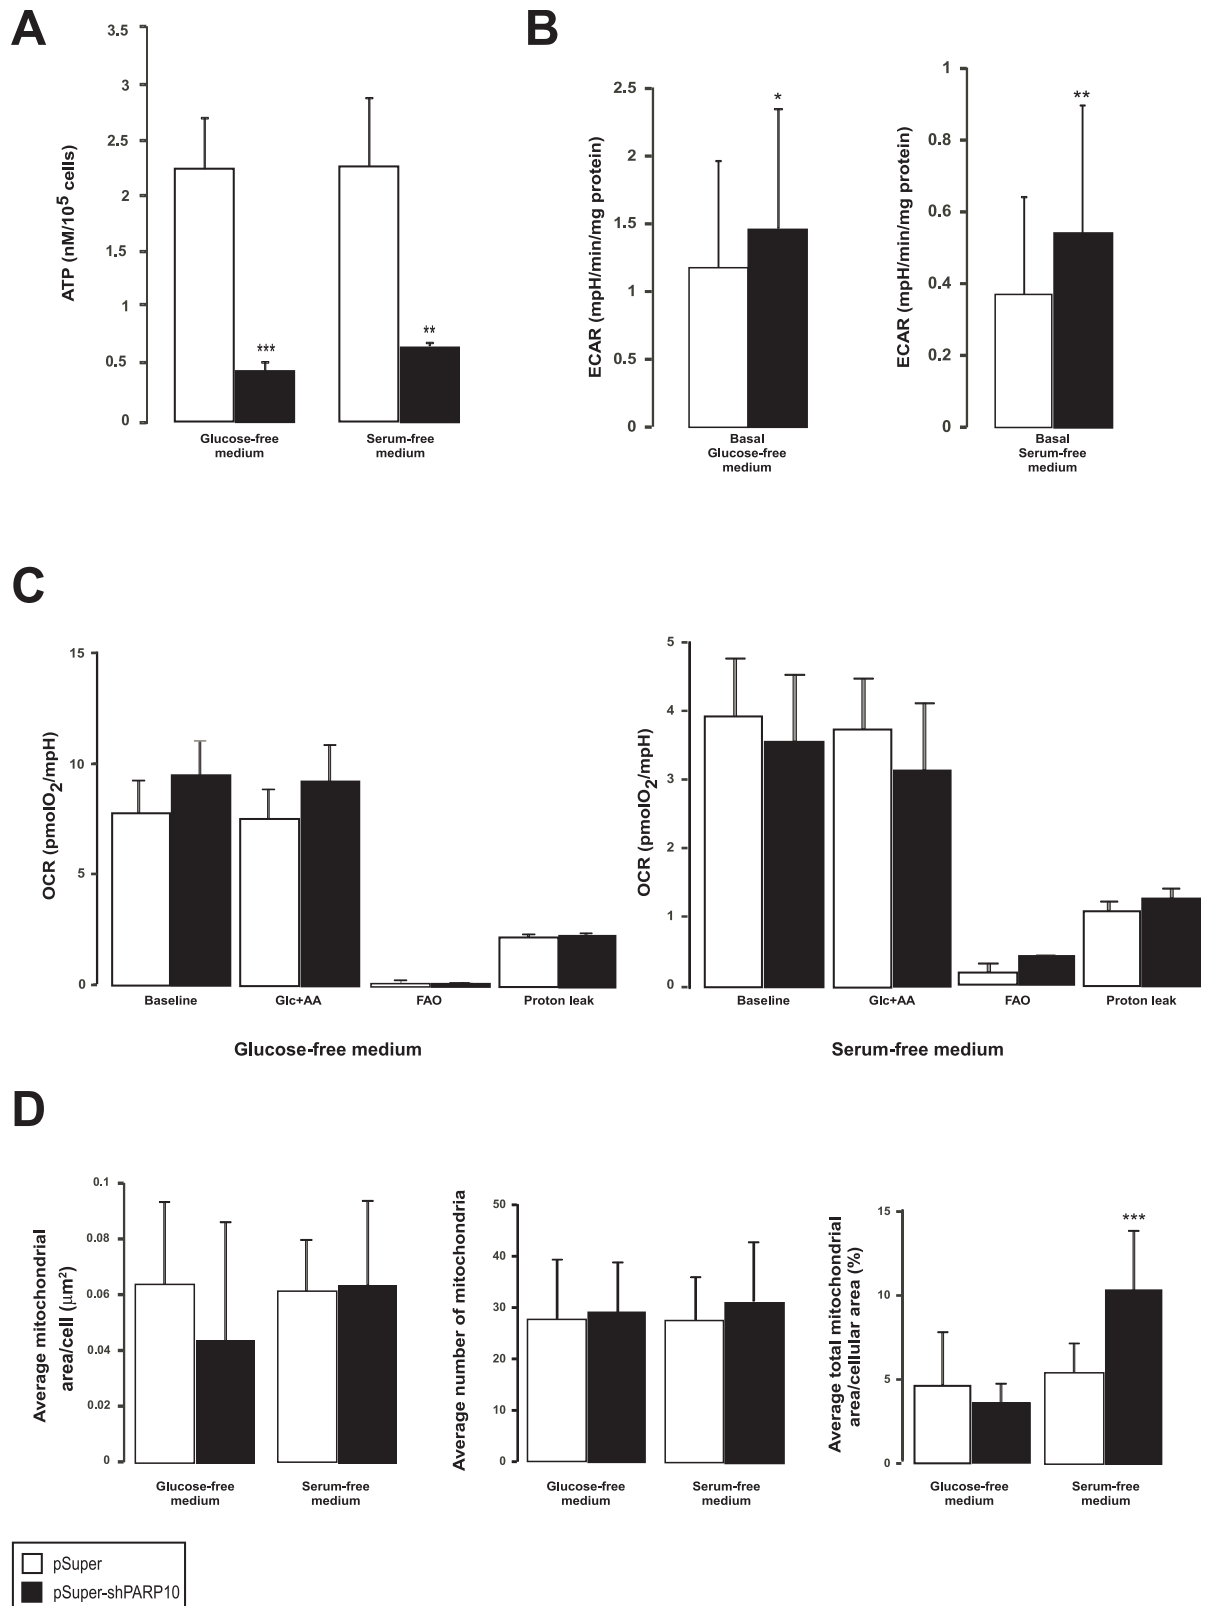 A
ATP (nM/10⁵ cells)
3.5
3
2.5
2
1.5
1
0.5
0
***
**
Glucose-free
medium
Serum-free
medium
B
ECAR (mpH/min/mg protein)
2.5
2
1.5
1
0.5
0
*
Basal
Glucose-free
medium
ECAR (mpH/min/mg protein)
1
0.8
0.6
0.4
0.2
0
**
Basal
Serum-free
medium
C
OCR (pmolO₂/mpH)
15
10
5
0
Baseline
Glc+AA
FAO
Proton leak
Glucose-free medium
OCR (pmolO₂/mpH)
5
4
3
2
1
0
Baseline
Glc+AA
FAO
Proton leak
Serum-free medium
D
Average mitochondrial
area/cell (μm²)
0.1
0.08
0.06
0.04
0.02
0
Glucose-free
medium
Serum-free
medium
Average number of mitochondria
50
40
30
20
10
0
Glucose-free
medium
Serum-free
medium
Average total mitochondrial
area/cellular area (%)
15
10
5
0
***
Glucose-free
medium
Serum-free
medium
pSuper
pSuper-shPARP10